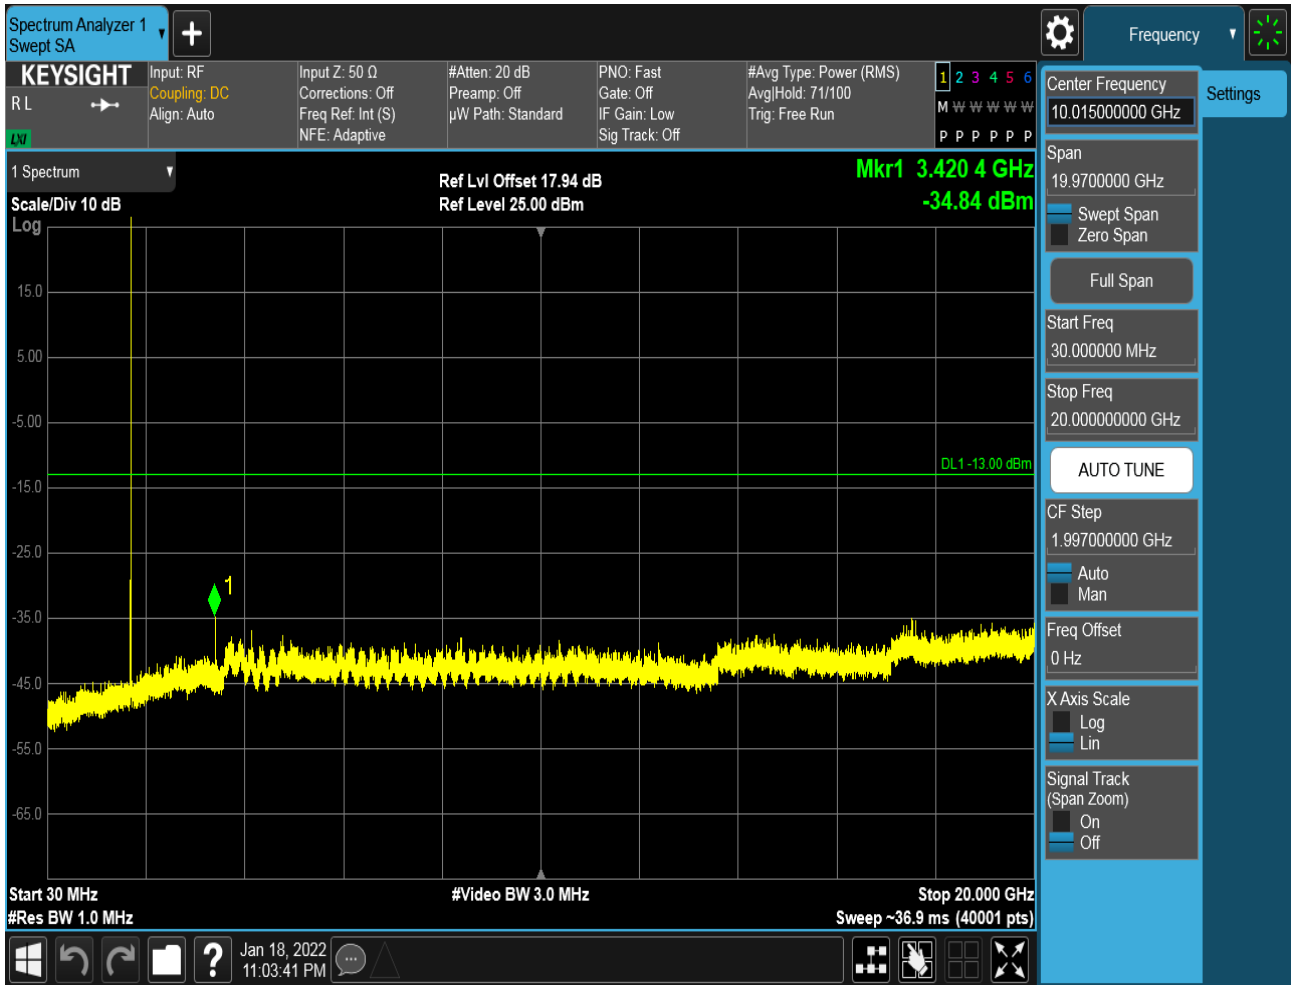 Spectrum Analyzer 1
Swept SA
Frequency
KEYSIGHT
R L
LXI
Input: RF
Coupling: DC
Align: Auto
Input Z: 50 Ω
Corrections: Off
Freq Ref: Int (S)
NFE: Adaptive
#Atten: 20 dB
Preamp: Off
µW Path: Standard
PNO: Fast
Gate: Off
IF Gain: Low
Sig Track: Off
#Avg Type: Power (RMS)
Avg|Hold: 71/100
Trig: Free Run
1 2 3 4 5 6
M W W W W W
P P P P P P
1 Spectrum
Scale/Div 10 dB
Log
Ref Lvl Offset 17.94 dB
Ref Level 25.00 dBm
Mkr1 3.420 4 GHz
-34.84 dBm
15.0
5.00
-5.00
DL1 -13.00 dBm
-15.0
-25.0
1
-35.0
-45.0
-55.0
-65.0
Start 30 MHz
#Res BW 1.0 MHz
#Video BW 3.0 MHz
Stop 20.000 GHz
Sweep ~36.9 ms (40001 pts)
?
Jan 18, 2022
11:03:41 PM
Center Frequency
10.015000000 GHz
Settings
Span
19.9700000 GHz
Swept Span
Zero Span
Full Span
Start Freq
30.000000 MHz
Stop Freq
20.000000000 GHz
AUTO TUNE
CF Step
1.997000000 GHz
Auto
Man
Freq Offset
0 Hz
X Axis Scale
Log
Lin
Signal Track
(Span Zoom)
On
Off